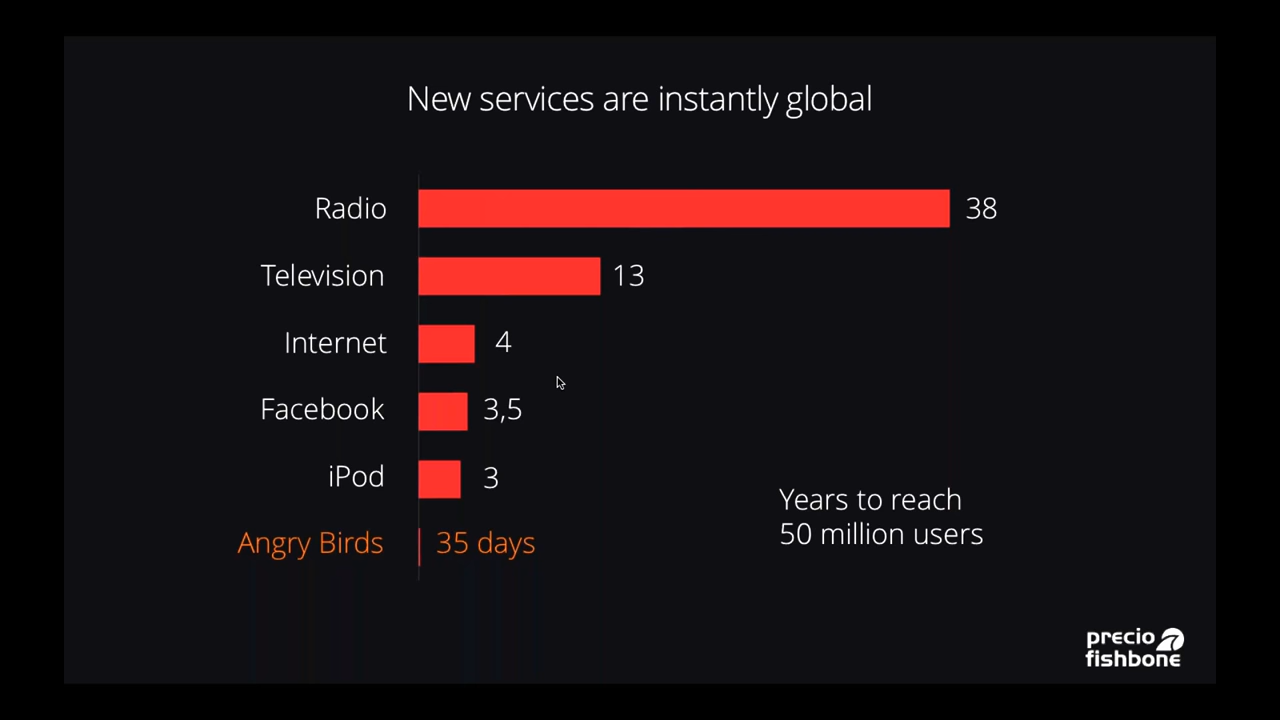 New services are instantly global
Radio 38
Television 13
Internet 4
Facebook 3,5
iPod 3
Angry Birds 35 days
Years to reach
50 million users
precio
fishbone